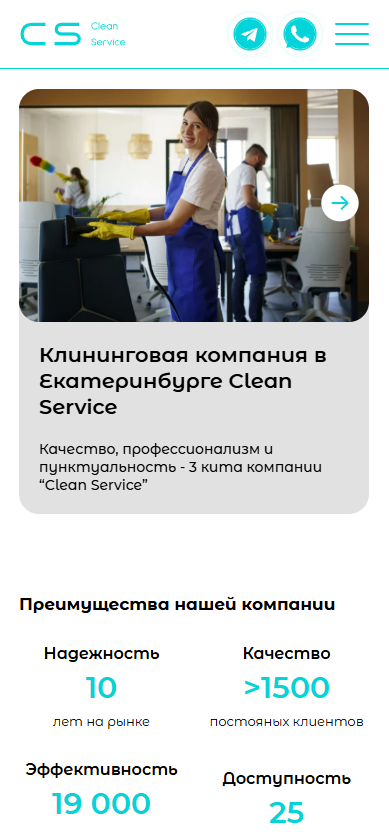 CS Clean
Service
Клининговая компания в
Екатеринбурге Clean
Service
Качество, профессионализм и
пунктуальность - 3 кита компании
“Clean Service”
Преимущества нашей компании
Надежность
10
лет на рынке
Качество
>1500
постояных клиентов
Эффективность
19 000
Доступность
25